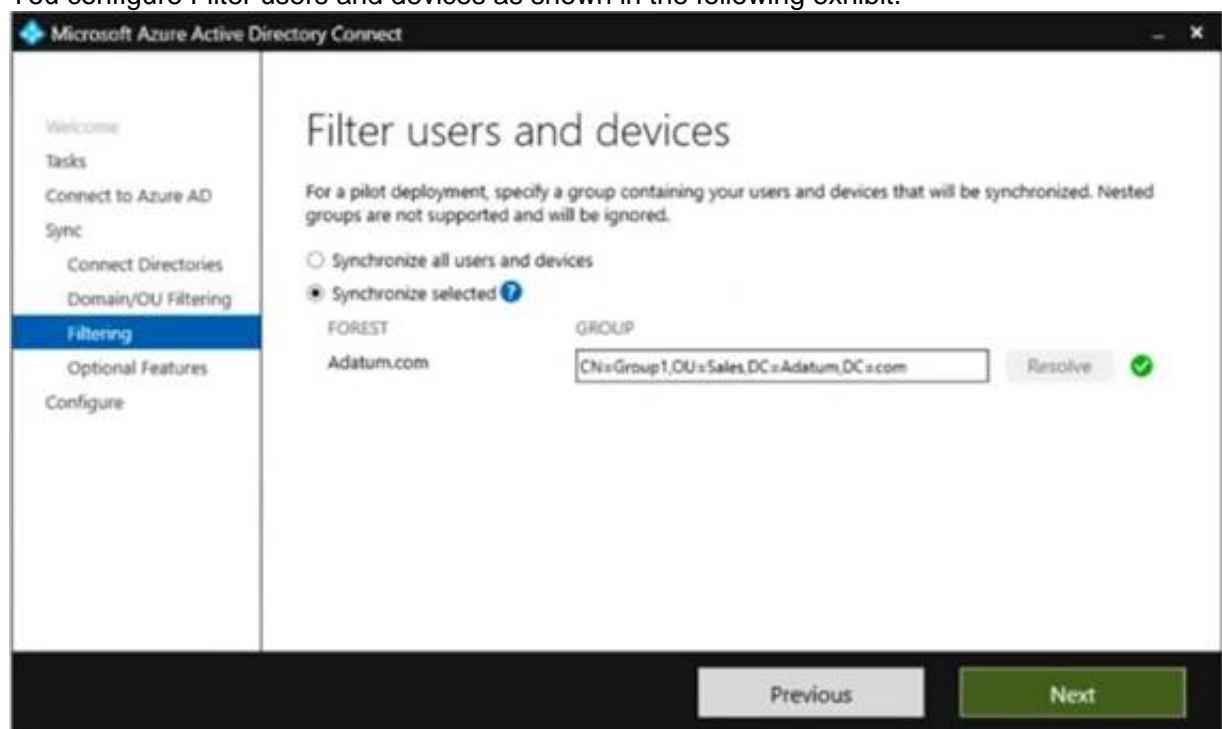 You configure Filter users and devices as shown in the following exhibit.
Microsoft Azure Active Directory Connect
Welcome
Tasks
Connect to Azure AD
Sync
Connect Directories
Domain/OU Filtering
Filtering
Optional Features
Configure
Filter users and devices
For a pilot deployment, specify a group containing your users and devices that will be synchronized. Nested
groups are not supported and will be ignored.
Synchronize all users and devices
Synchronize selected ?
FOREST GROUP
Adatum.com CN=Group1,OU=Sales,DC=Adatum,DC=com Resolve
Previous Next